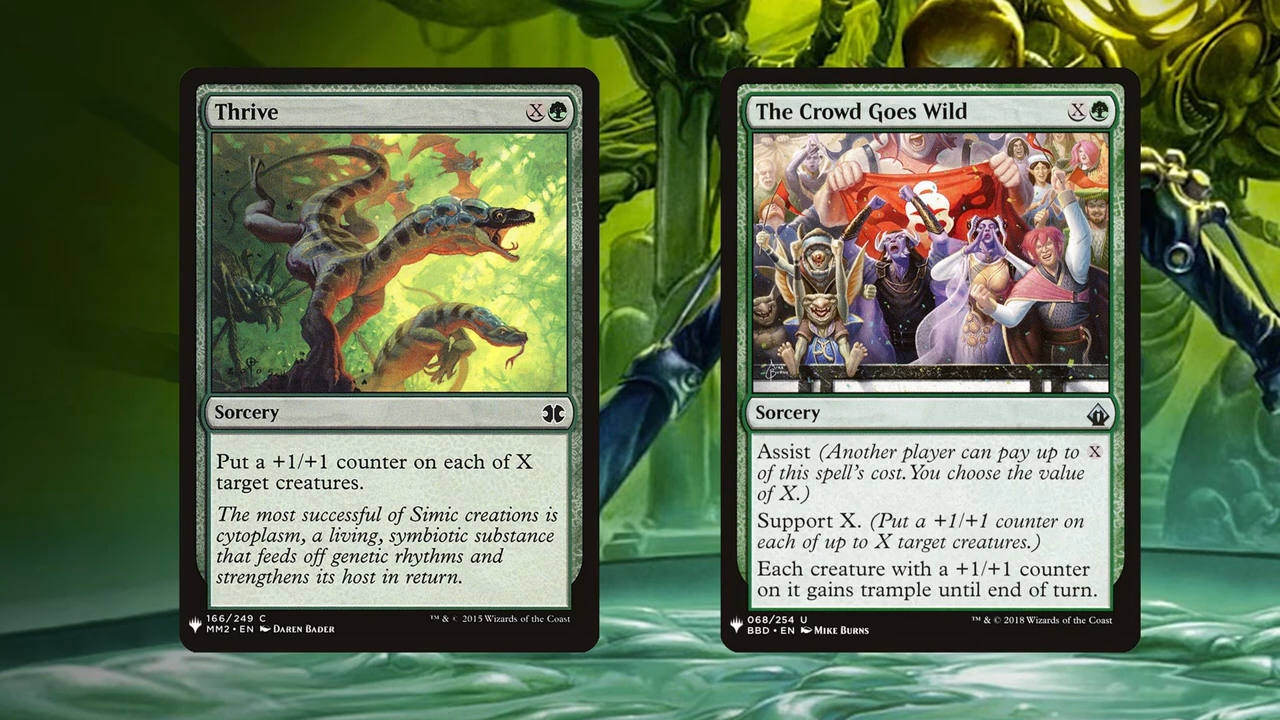 Thrive X
Sorcery
Put a +1/+1 counter on each of X
target creatures.
The most successful of Simic creations is
cytoplasm, a living, symbiotic substance
that feeds off genetic rhythms and
strengthens its host in return.
166/249 C
MM2 • EN DAREN BADER
™ & © 2015 Wizards of the Coast
The Crowd Goes Wild X
Sorcery
Assist (Another player can pay up to X
of this spell's cost. You choose the value
of X.)
Support X. (Put a +1/+1 counter on
each of up to X target creatures.)
Each creature with a +1/+1 counter
on it gains trample until end of turn.
068/254 U
BBD • EN MIKE BURNS
™ & © 2018 Wizards of the Coast